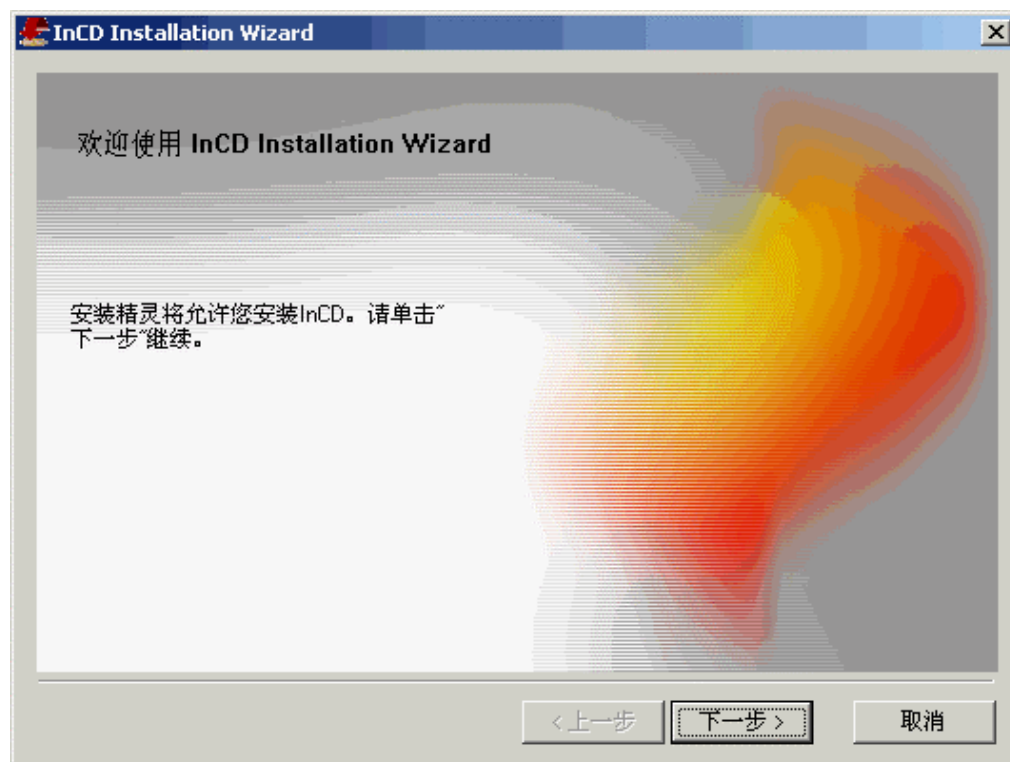 InCD Installation Wizard
欢迎使用 InCD Installation Wizard
安装精灵将允许您安装InCD。请单击"
下一步"继续。
<上一步
下一步>
取消